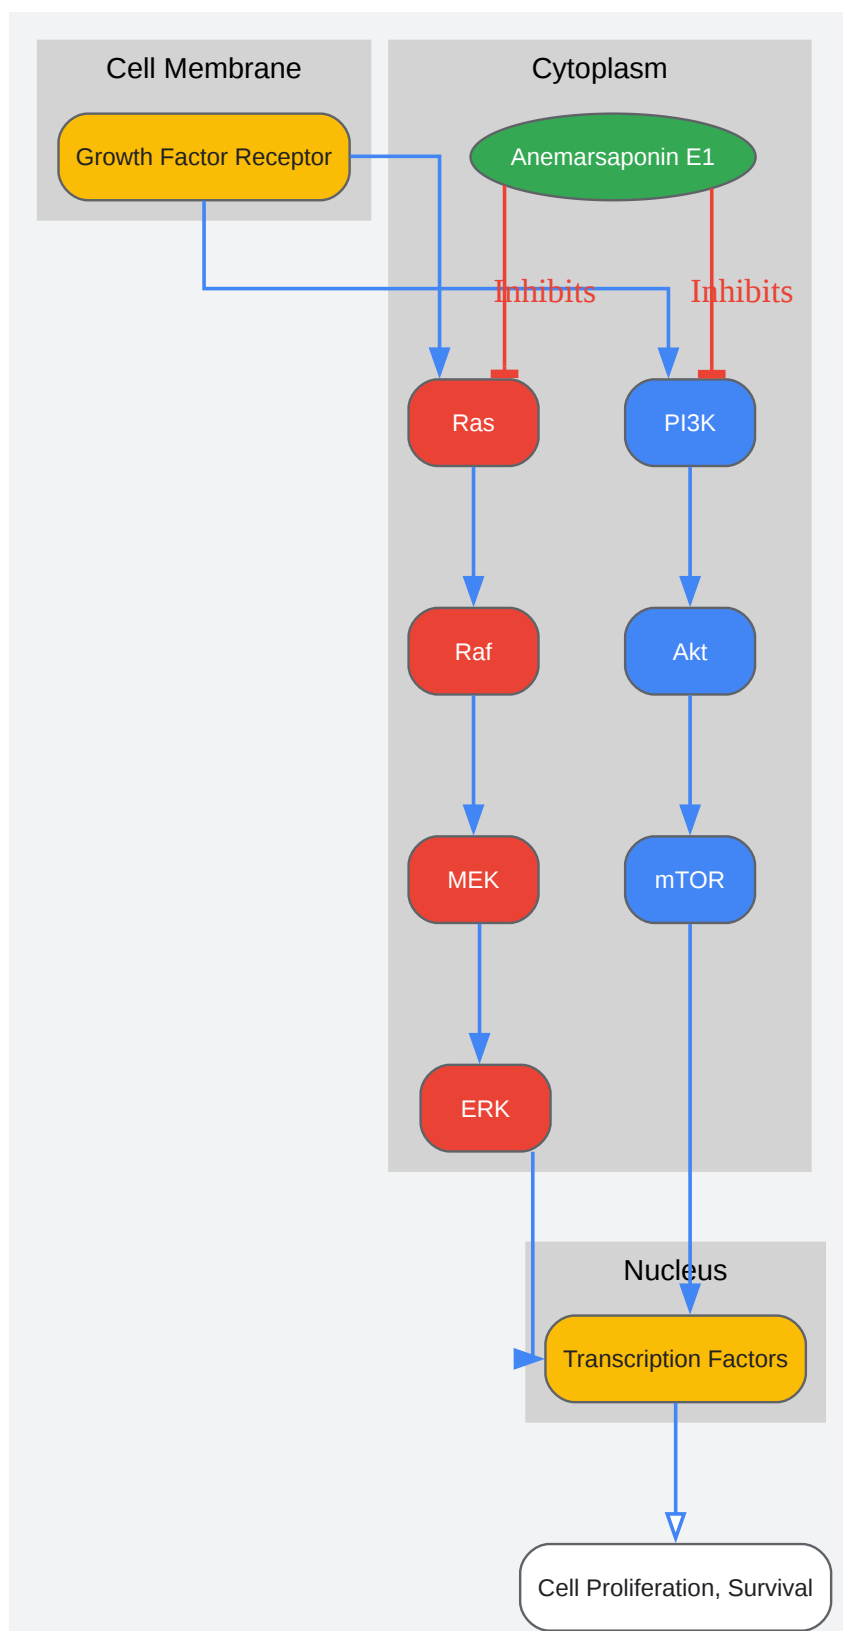 Cell Membrane
Cytoplasm
Growth Factor Receptor
Anemarsaponin E1
Inhibits
Inhibits
Ras
PI3K
Raf
Akt
MEK
mTOR
ERK
Nucleus
Transcription Factors
Cell Proliferation, Survival